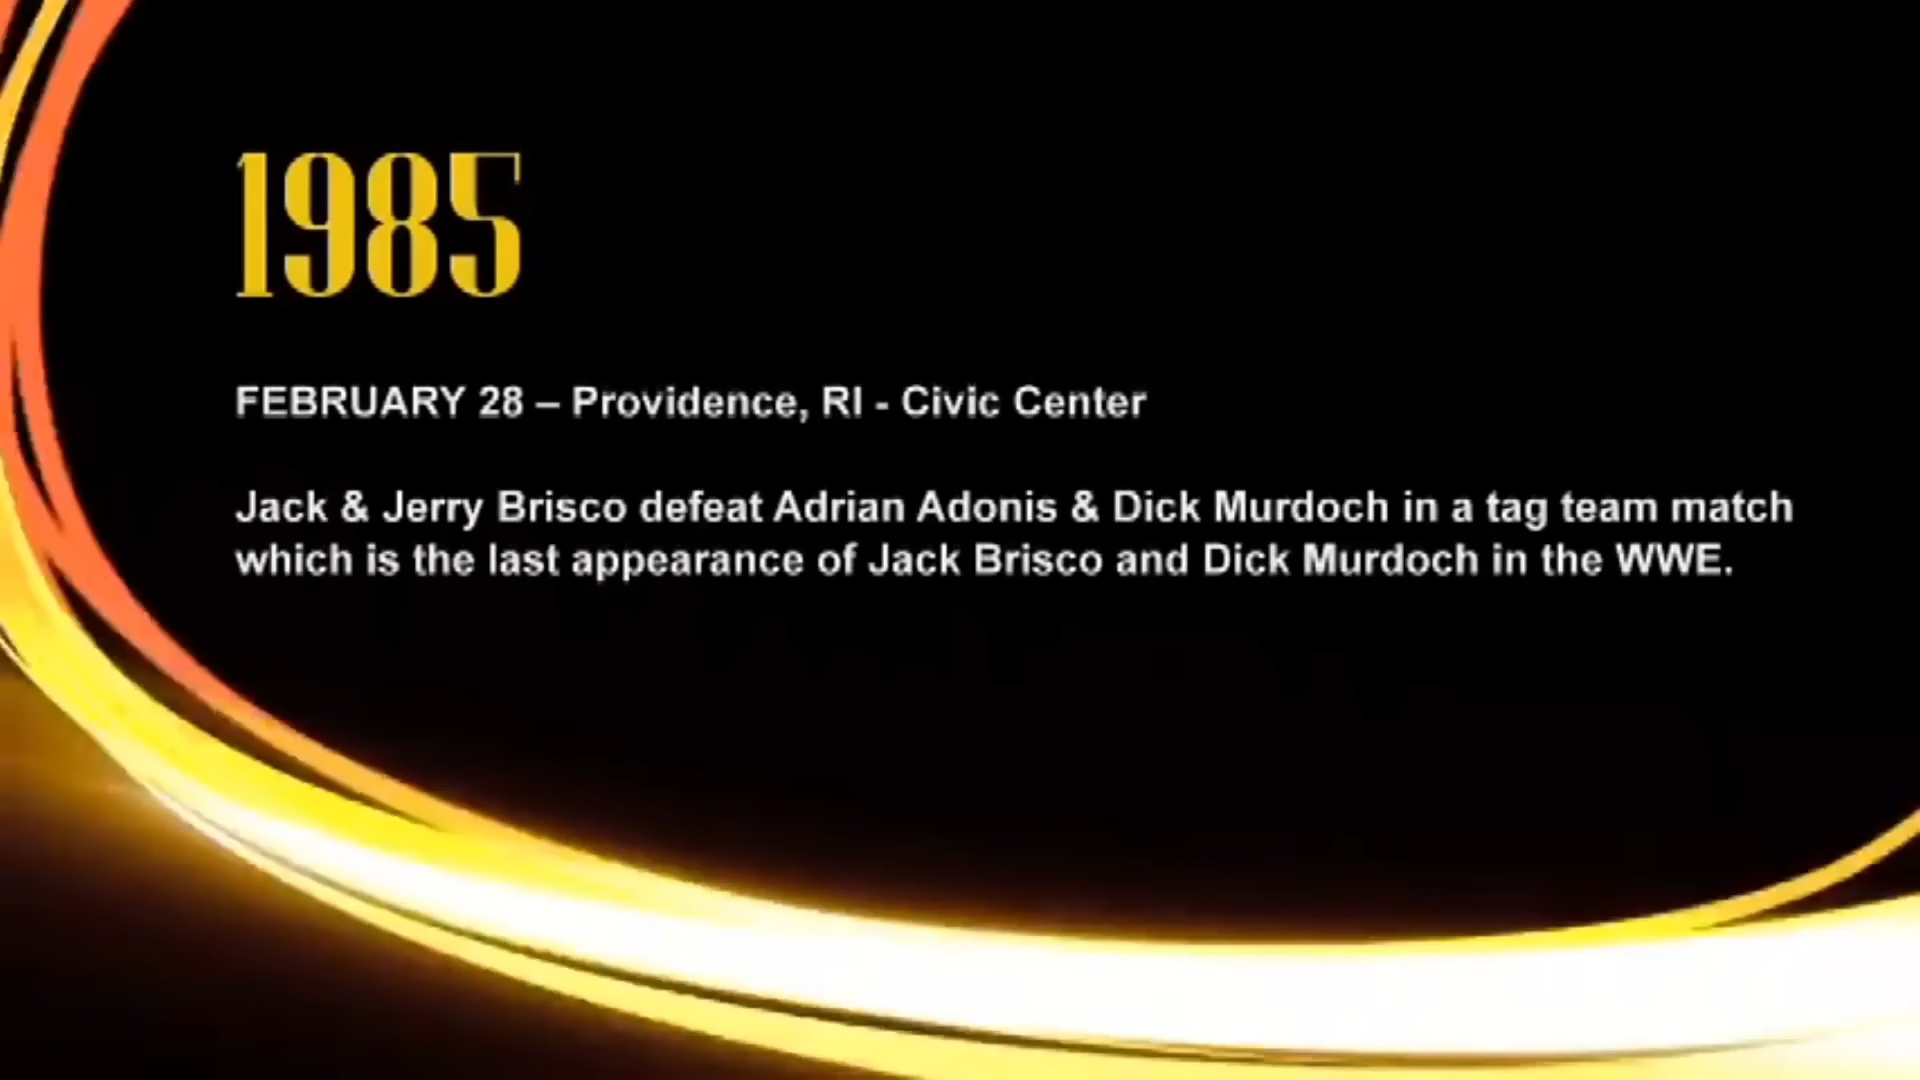 1985
FEBRUARY 28 – Providence, RI - Civic Center
Jack & Jerry Brisco defeat Adrian Adonis & Dick Murdoch in a tag team match
which is the last appearance of Jack Brisco and Dick Murdoch in the WWE.